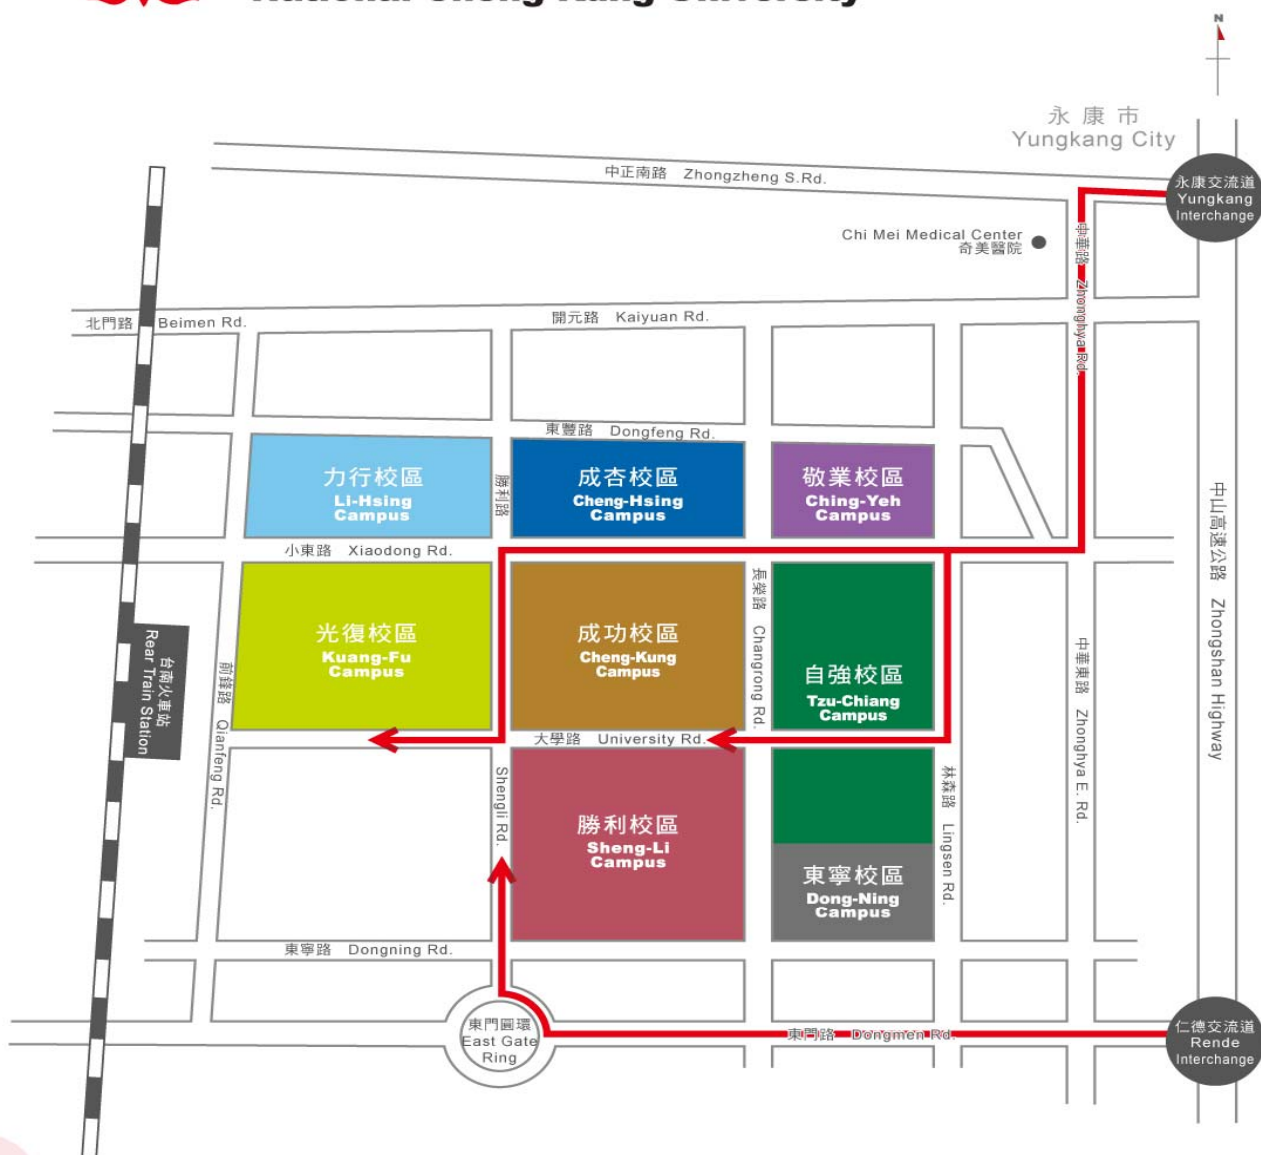 National Cheng Kung University
N
永康市
Yungkang City
永康交流道
Yungkang
Interchange
中正南路 Zhongzheng S.Rd.
Chi Mei Medical Center
奇美醫院
中華路 Zhonghya Rd.
北門路 Beimen Rd.
開元路 Kaiyuan Rd.
東豐路 Dongfeng Rd.
力行校區
Li-Hsing
Campus
勝利路
成杏校區
Cheng-Hsing
Campus
敬業校區
Ching-Yeh
Campus
中山高速公路 Zhongshan Highway
小東路 Xiaodong Rd.
光復校區
Kuang-Fu
Campus
成功校區
Cheng-Kung
Campus
長榮路 Changrong Rd.
自強校區
Tzu-Chiang
Campus
中華東路 Zhonghya E. Rd.
台南火車站
Rear Train Station
前鋒路 Qianfeng Rd.
大學路 University Rd.
Shengli Rd.
勝利校區
Sheng-Li
Campus
林森路 Lingsen Rd.
東寧校區
Dong-Ning
Campus
東寧路 Dongning Rd.
東門圓環
East Gate
Ring
東門路 Dongmen Rd.
仁德交流道
Rende
Interchange